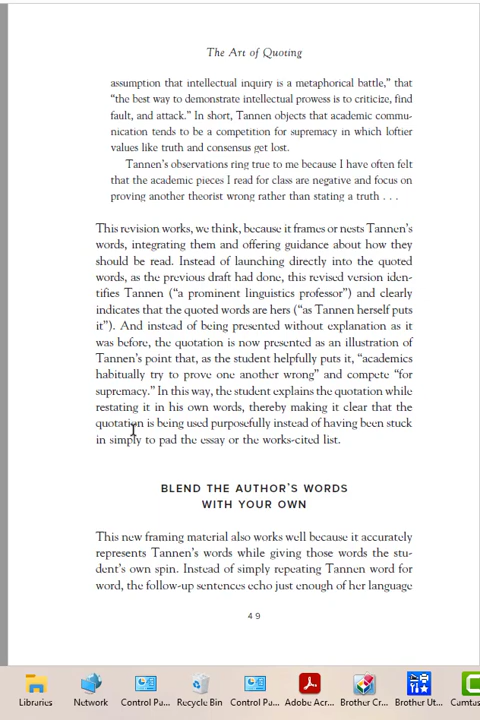 The Art of Quoting
assumption that intellectual inquiry is a metaphorical battle,” that
“the best way to demonstrate intellectual prowess is to criticize, find
fault, and attack.” In short, Tannen objects that academic commu-
nication tends to be a competition for supremacy in which loftier
values like truth and consensus get lost.
Tannen’s observations ring true to me because I have often felt
that the academic pieces I read for class are negative and focus on
proving another theorist wrong rather than stating a truth . . .
This revision works, we think, because it frames or nests Tannen’s
words, integrating them and offering guidance about how they
should be read. Instead of launching directly into the quoted
words, as the previous draft had done, this revised version iden-
tifies Tannen (“a prominent linguistics professor”) and clearly
indicates that the quoted words are hers (“as Tannen herself puts
it”). And instead of being presented without explanation as it
was before, the quotation is now presented as an illustration of
Tannen’s point that, as the student helpfully puts it, “academics
habitually try to prove one another wrong” and compete “for
supremacy.” In this way, the student explains the quotation while
restating it in his own words, thereby making it clear that the
quotation is being used purposefully instead of having been stuck
in simply to pad the essay or the works-cited list.
BLEND THE AUTHOR’S WORDS
WITH YOUR OWN
This new framing material also works well because it accurately
represents Tannen’s words while giving those words the stu-
dent’s own spin. Instead of simply repeating Tannen word for
word, the follow-up sentences echo just enough of her language
49
Libraries Network Control Pa... Recycle Bin Control Pa... Adobe Acr... Brother Cr... Brother Ut... Camtas